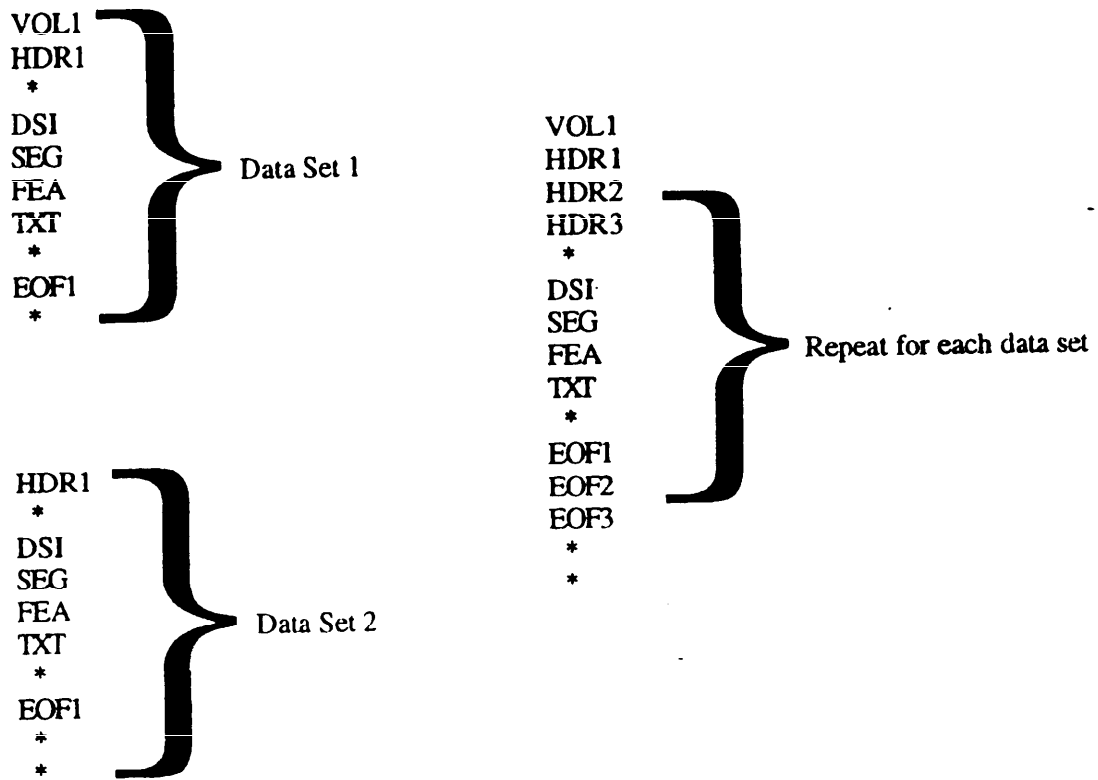 VOL1
HDR1
*
DSI
SEG
FEA
TXT
*
EOF1
*
Data Set 1
HDR1
*
DSI
SEG
FEA
TXT
*
EOF1
*
*
Data Set 2
VOL1
HDR1
HDR2
HDR3
*
DSI
SEG
FEA
TXT
*
EOF1
EOF2
EOF3
*
*
Repeat for each data set